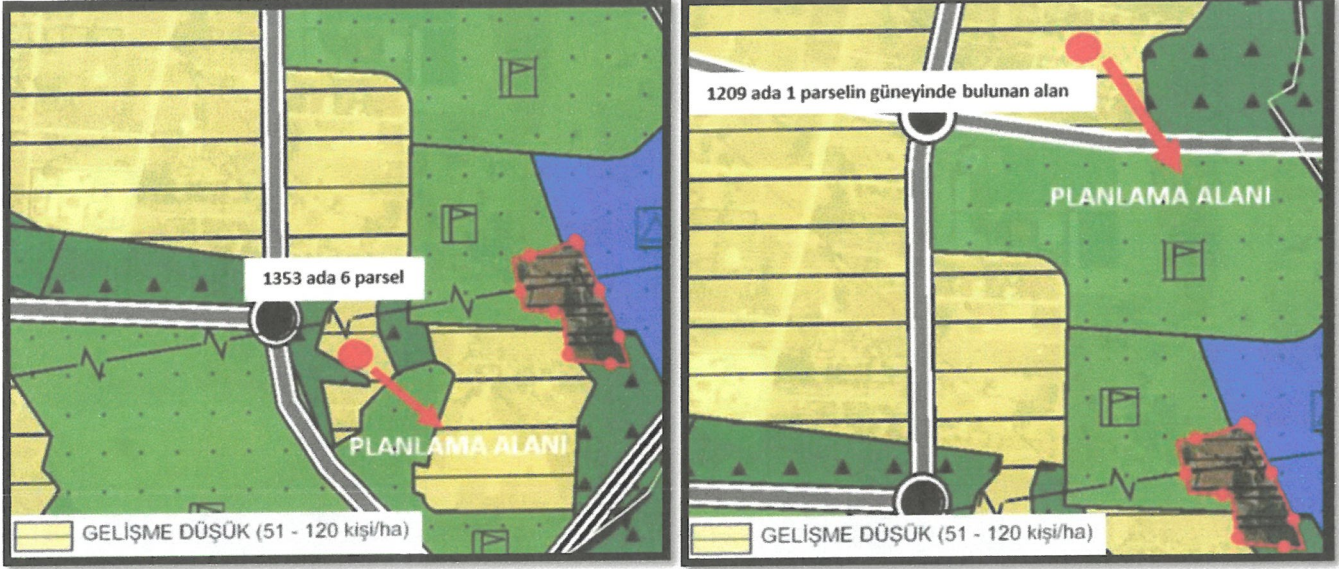 1353 ada 6 parsel
PLANLAMA ALANI
GELİŞME DÜŞÜK (51 - 120 kişi/ha)
1209 ada 1 parselin güneyinde bulunan alan
PLANLAMA ALANI
GELİŞME DÜŞÜK (51 - 120 kişi/ha)